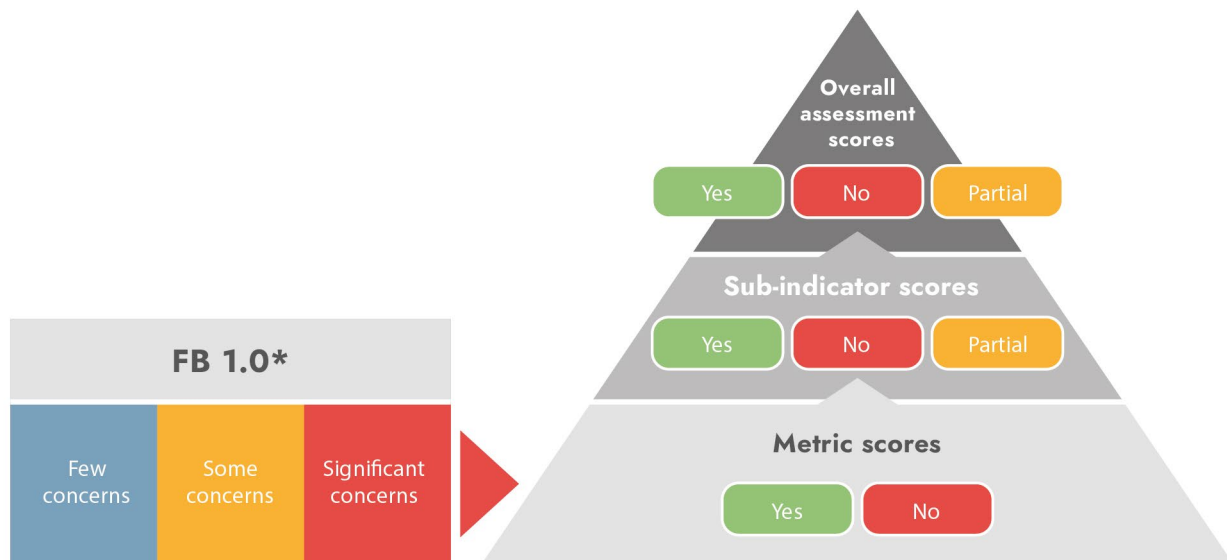 Overall
assessment
scores
Yes
No
Partial
Sub-indicator scores
Yes
No
Partial
FB 1.0*
Few
concerns
Some
concerns
Significant
concerns
Metric scores
Yes
No